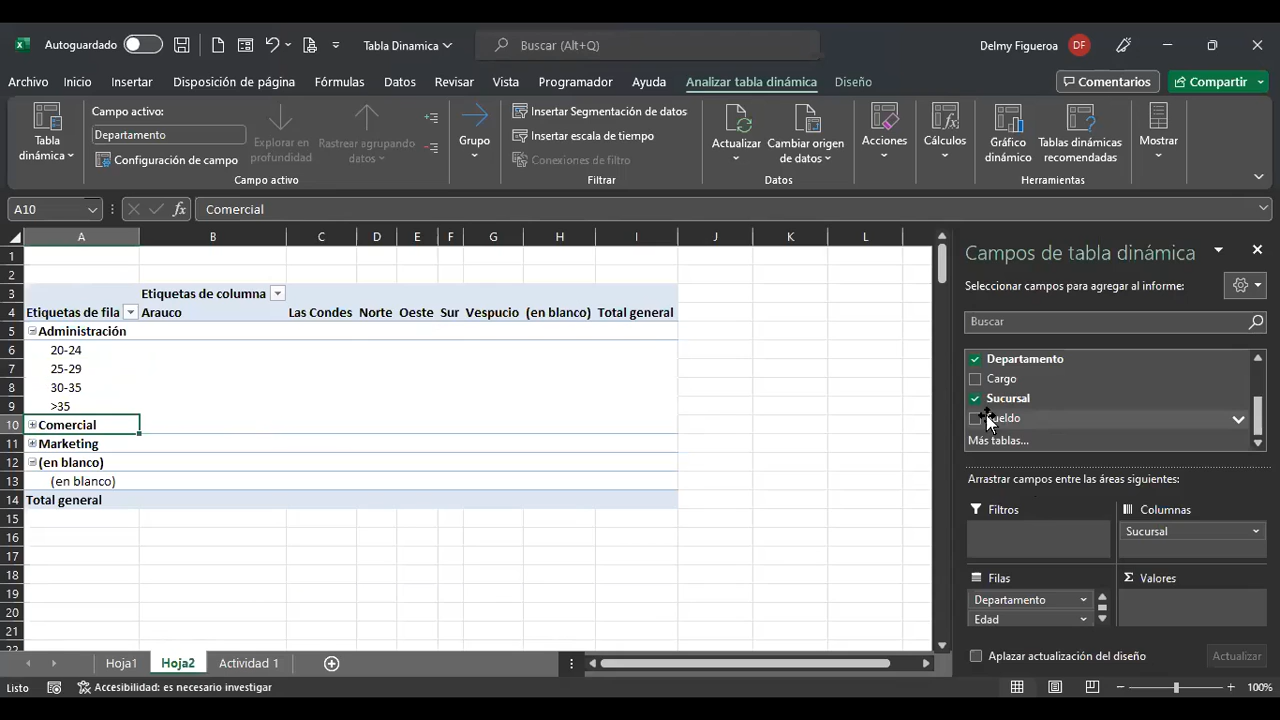 Autoguardado
Tabla Dinamica
Buscar (Alt+Q)
Delmy Figueroa DF
Archivo Inicio Insertar Disposición de página Fórmulas Datos Revisar Vista Programador Ayuda Analizar tabla dinámica Diseño Comentarios Compartir
Tabla
dinámica
Campo activo:
Departamento
Configuración de campo
Explorar en
profundidad
Rastrear agrupando
datos
Campo activo
Grupo
Insertar Segmentación de datos
Insertar escala de tiempo
Conexiones de filtro
Filtrar
Actualizar
Cambiar origen
de datos
Datos
Acciones
Cálculos
Gráfico
dinámico
Tablas dinámicas
recomendadas
Herramientas
Mostrar
A10 fx Comercial
A B C D E F G H I J K L
1
2
3 Etiquetas de columna
4 Etiquetas de fila Arauco Las Condes Norte Oeste Sur Vespucio (en blanco) Total general
5 Administración
6 20-24
7 25-29
8 30-35
9 >35
10 Comercial
11 Marketing
12 (en blanco)
13 (en blanco)
14 Total general
15
16
17
18
19
20
21
Campos de tabla dinámica
Seleccionar campos para agregar al informe:
Buscar
Departamento
Cargo
Sucursal
Más tablas...
Arrastrar campos entre las áreas siguientes:
Filtros
Columnas
Sucursal
Filas
Departamento
Edad
Σ Valores
Aplazar actualización del diseño
Actualizar
Hoja1 Hoja2 Actividad 1
Listo Accesibilidad: es necesario investigar
100%